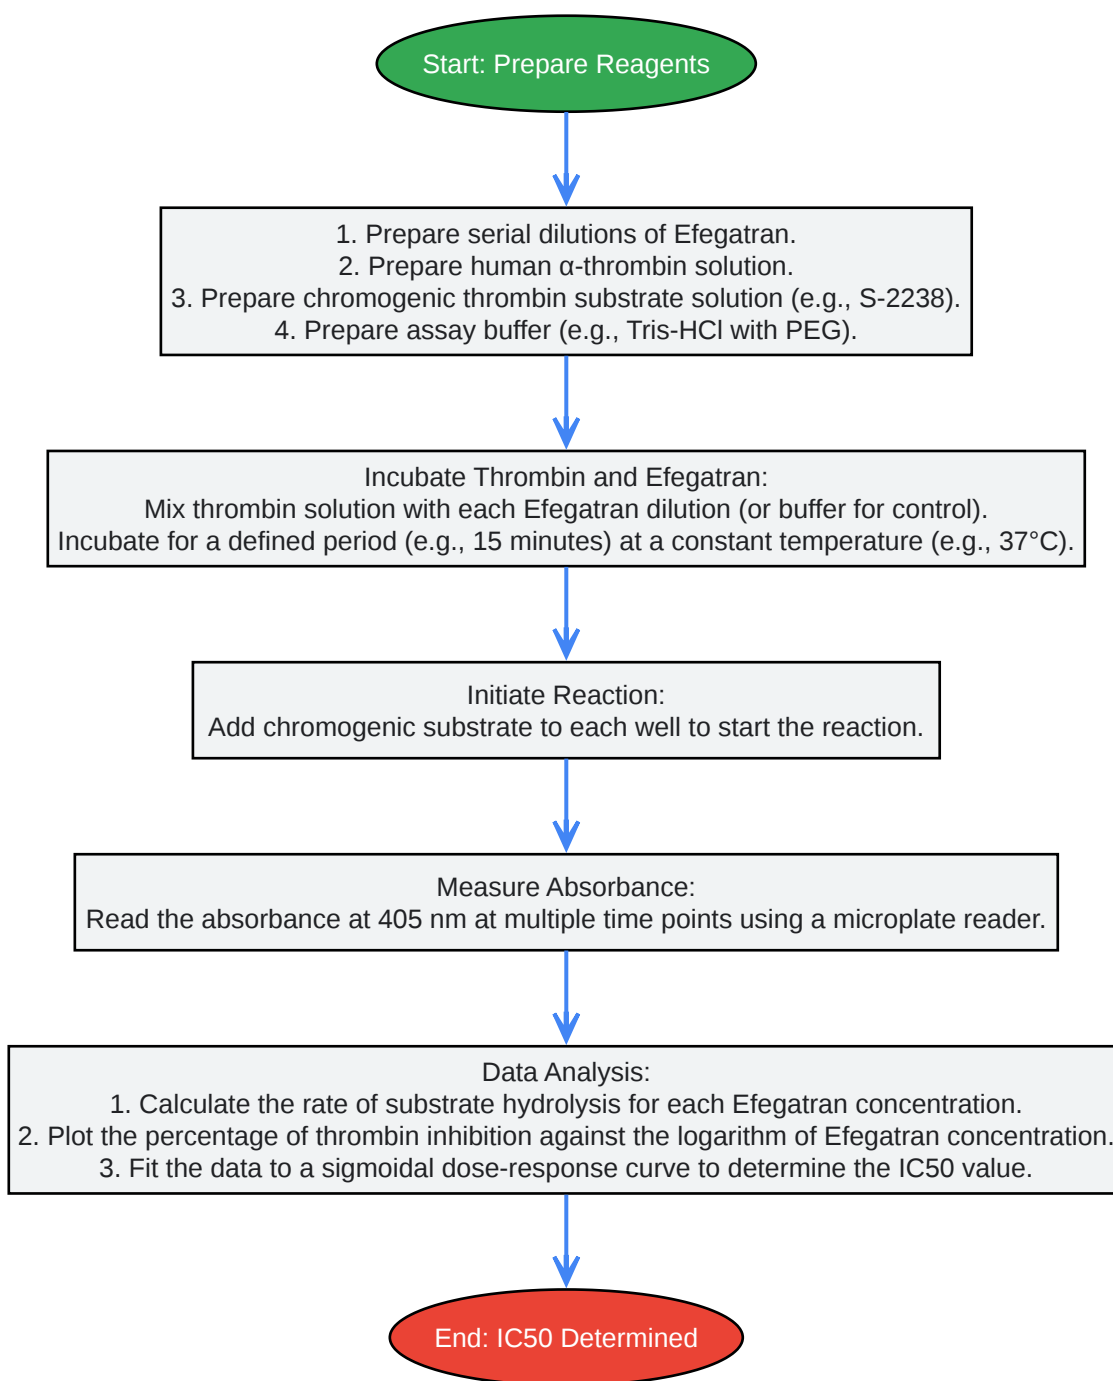 Start: Prepare Reagents
1. Prepare serial dilutions of Efegatran.
2. Prepare human α-thrombin solution.
3. Prepare chromogenic thrombin substrate solution (e.g., S-2238).
4. Prepare assay buffer (e.g., Tris-HCl with PEG).
Incubate Thrombin and Efegatran:
Mix thrombin solution with each Efegatran dilution (or buffer for control).
Incubate for a defined period (e.g., 15 minutes) at a constant temperature (e.g., 37°C).
Initiate Reaction:
Add chromogenic substrate to each well to start the reaction.
Measure Absorbance:
Read the absorbance at 405 nm at multiple time points using a microplate reader.
Data Analysis:
1. Calculate the rate of substrate hydrolysis for each Efegatran concentration.
2. Plot the percentage of thrombin inhibition against the logarithm of Efegatran concentration.
3. Fit the data to a sigmoidal dose-response curve to determine the IC50 value.
End: IC50 Determined